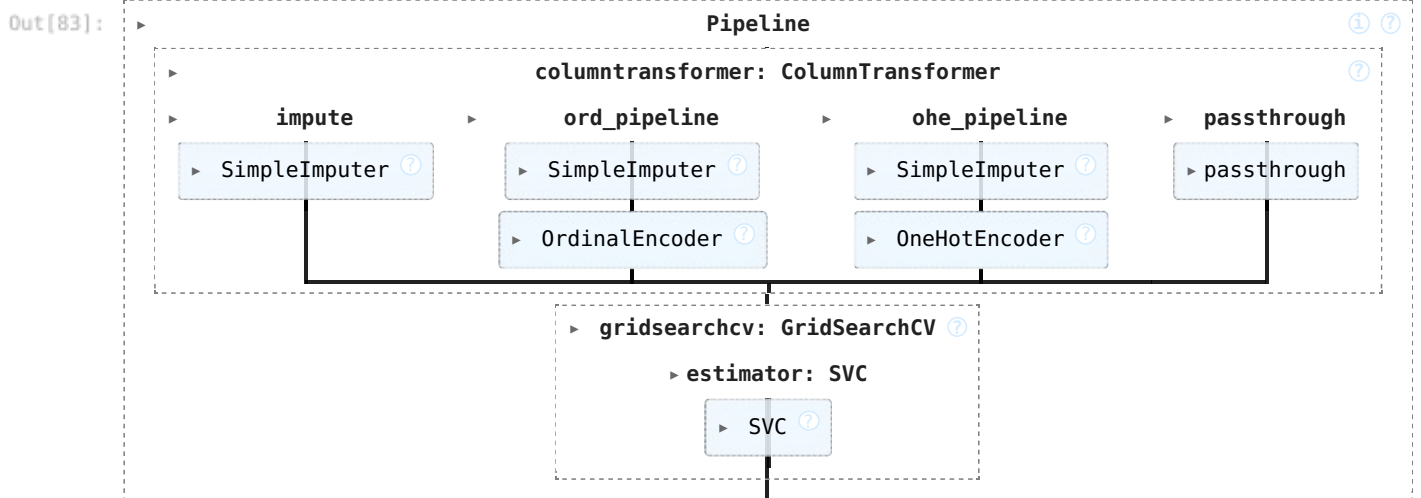 Out[83]:
▸ Pipeline i ?
▸ columntransformer: ColumnTransformer ?
▸ impute ▸ ord_pipeline ▸ ohe_pipeline ▸ passthrough
▸ SimpleImputer ? ▸ SimpleImputer ? ▸ SimpleImputer ? ▸ passthrough
▸ OrdinalEncoder ? ▸ OneHotEncoder ?
▸ gridsearchcv: GridSearchCV ?
▸ estimator: SVC
▸ SVC ?